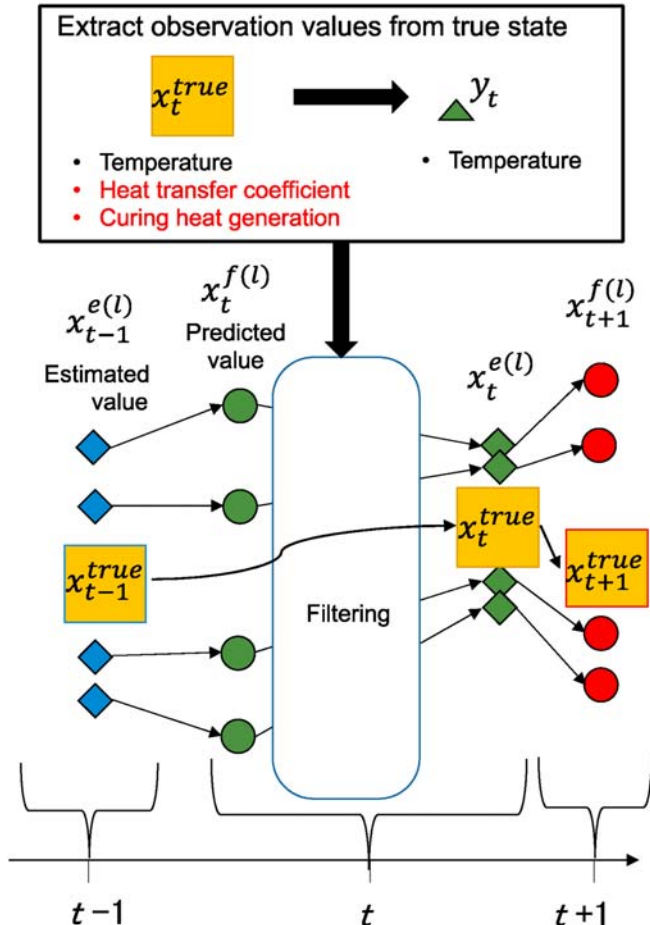 Extract observation values from true state
x_t^{true}
y_t
• Temperature
• Heat transfer coefficient
• Curing heat generation
• Temperature
x_{t-1}^{e(l)}
Estimated
value
x_t^{f(l)}
Predicted
value
x_t^{e(l)}
x_{t+1}^{f(l)}
x_{t-1}^{true}
Filtering
x_t^{true}
x_{t+1}^{true}
t-1
t
t+1